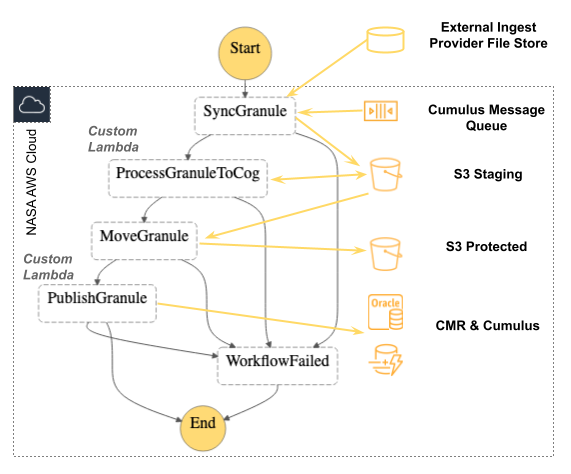 External Ingest
Provider File Store
Start
SyncGranule
Cumulus Message
Queue
Custom
Lambda
NASA AWS Cloud
ProcessGranuleToCog
S3 Staging
MoveGranule
S3 Protected
Custom
Lambda
PublishGranule
Oracle
CMR & Cumulus
WorkflowFailed
End